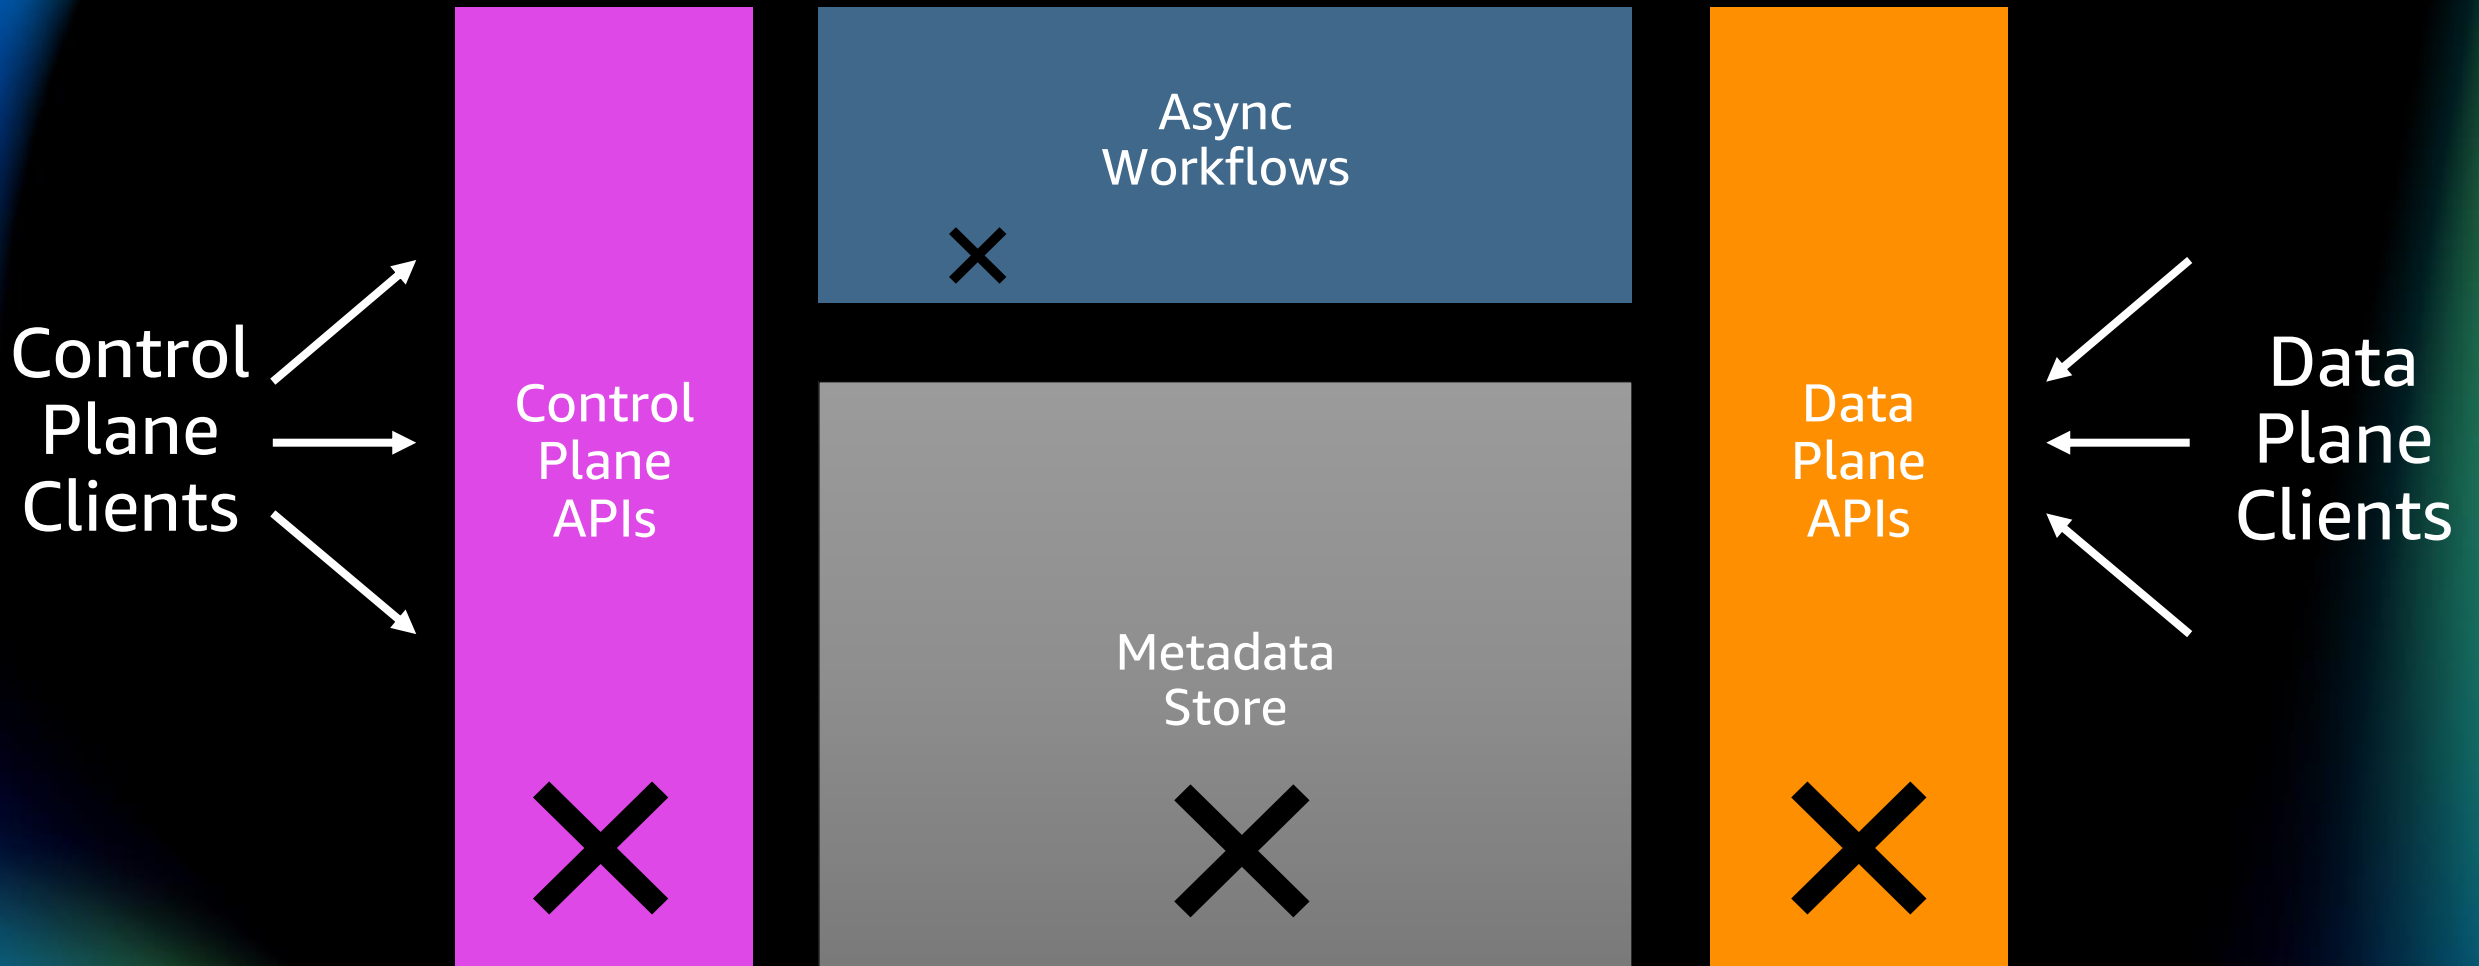 Control
Plane
Clients
Control
Plane
APIs
Async
Workflows
Metadata
Store
Data
Plane
APIs
Data
Plane
Clients